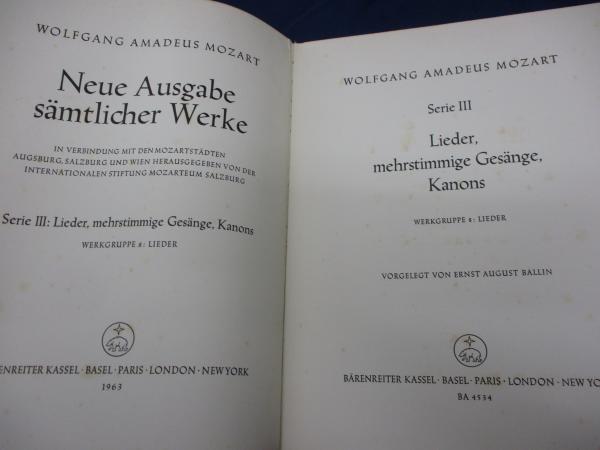 WOLFGANG AMADEUS MOZART
Neue Ausgabe
sämtlicher Werke
IN VERBINDUNG MIT DEN MOZARTSTÄDTEN
AUGSBURG, SALZBURG UND WIEN HERAUSGEGEBEN VON DER
INTERNATIONALEN STIFTUNG MOZARTEUM SALZBURG
Serie III: Lieder, mehrstimmige Gesänge, Kanons
WERKGRUPPE 8: LIEDER
ENREITER KASSEL · BASEL · PARIS · LONDON · NEW YORK
1963
WOLFGANG AMADEUS MOZART
Serie III
Lieder,
mehrstimmige Gesänge,
Kanons
WERKGRUPPE 8: LIEDER
VORGELEGT VON ERNST AUGUST BALLIN
BÄRENREITER KASSEL · BASEL · PARIS · LONDON · NEW YO
BA 4534